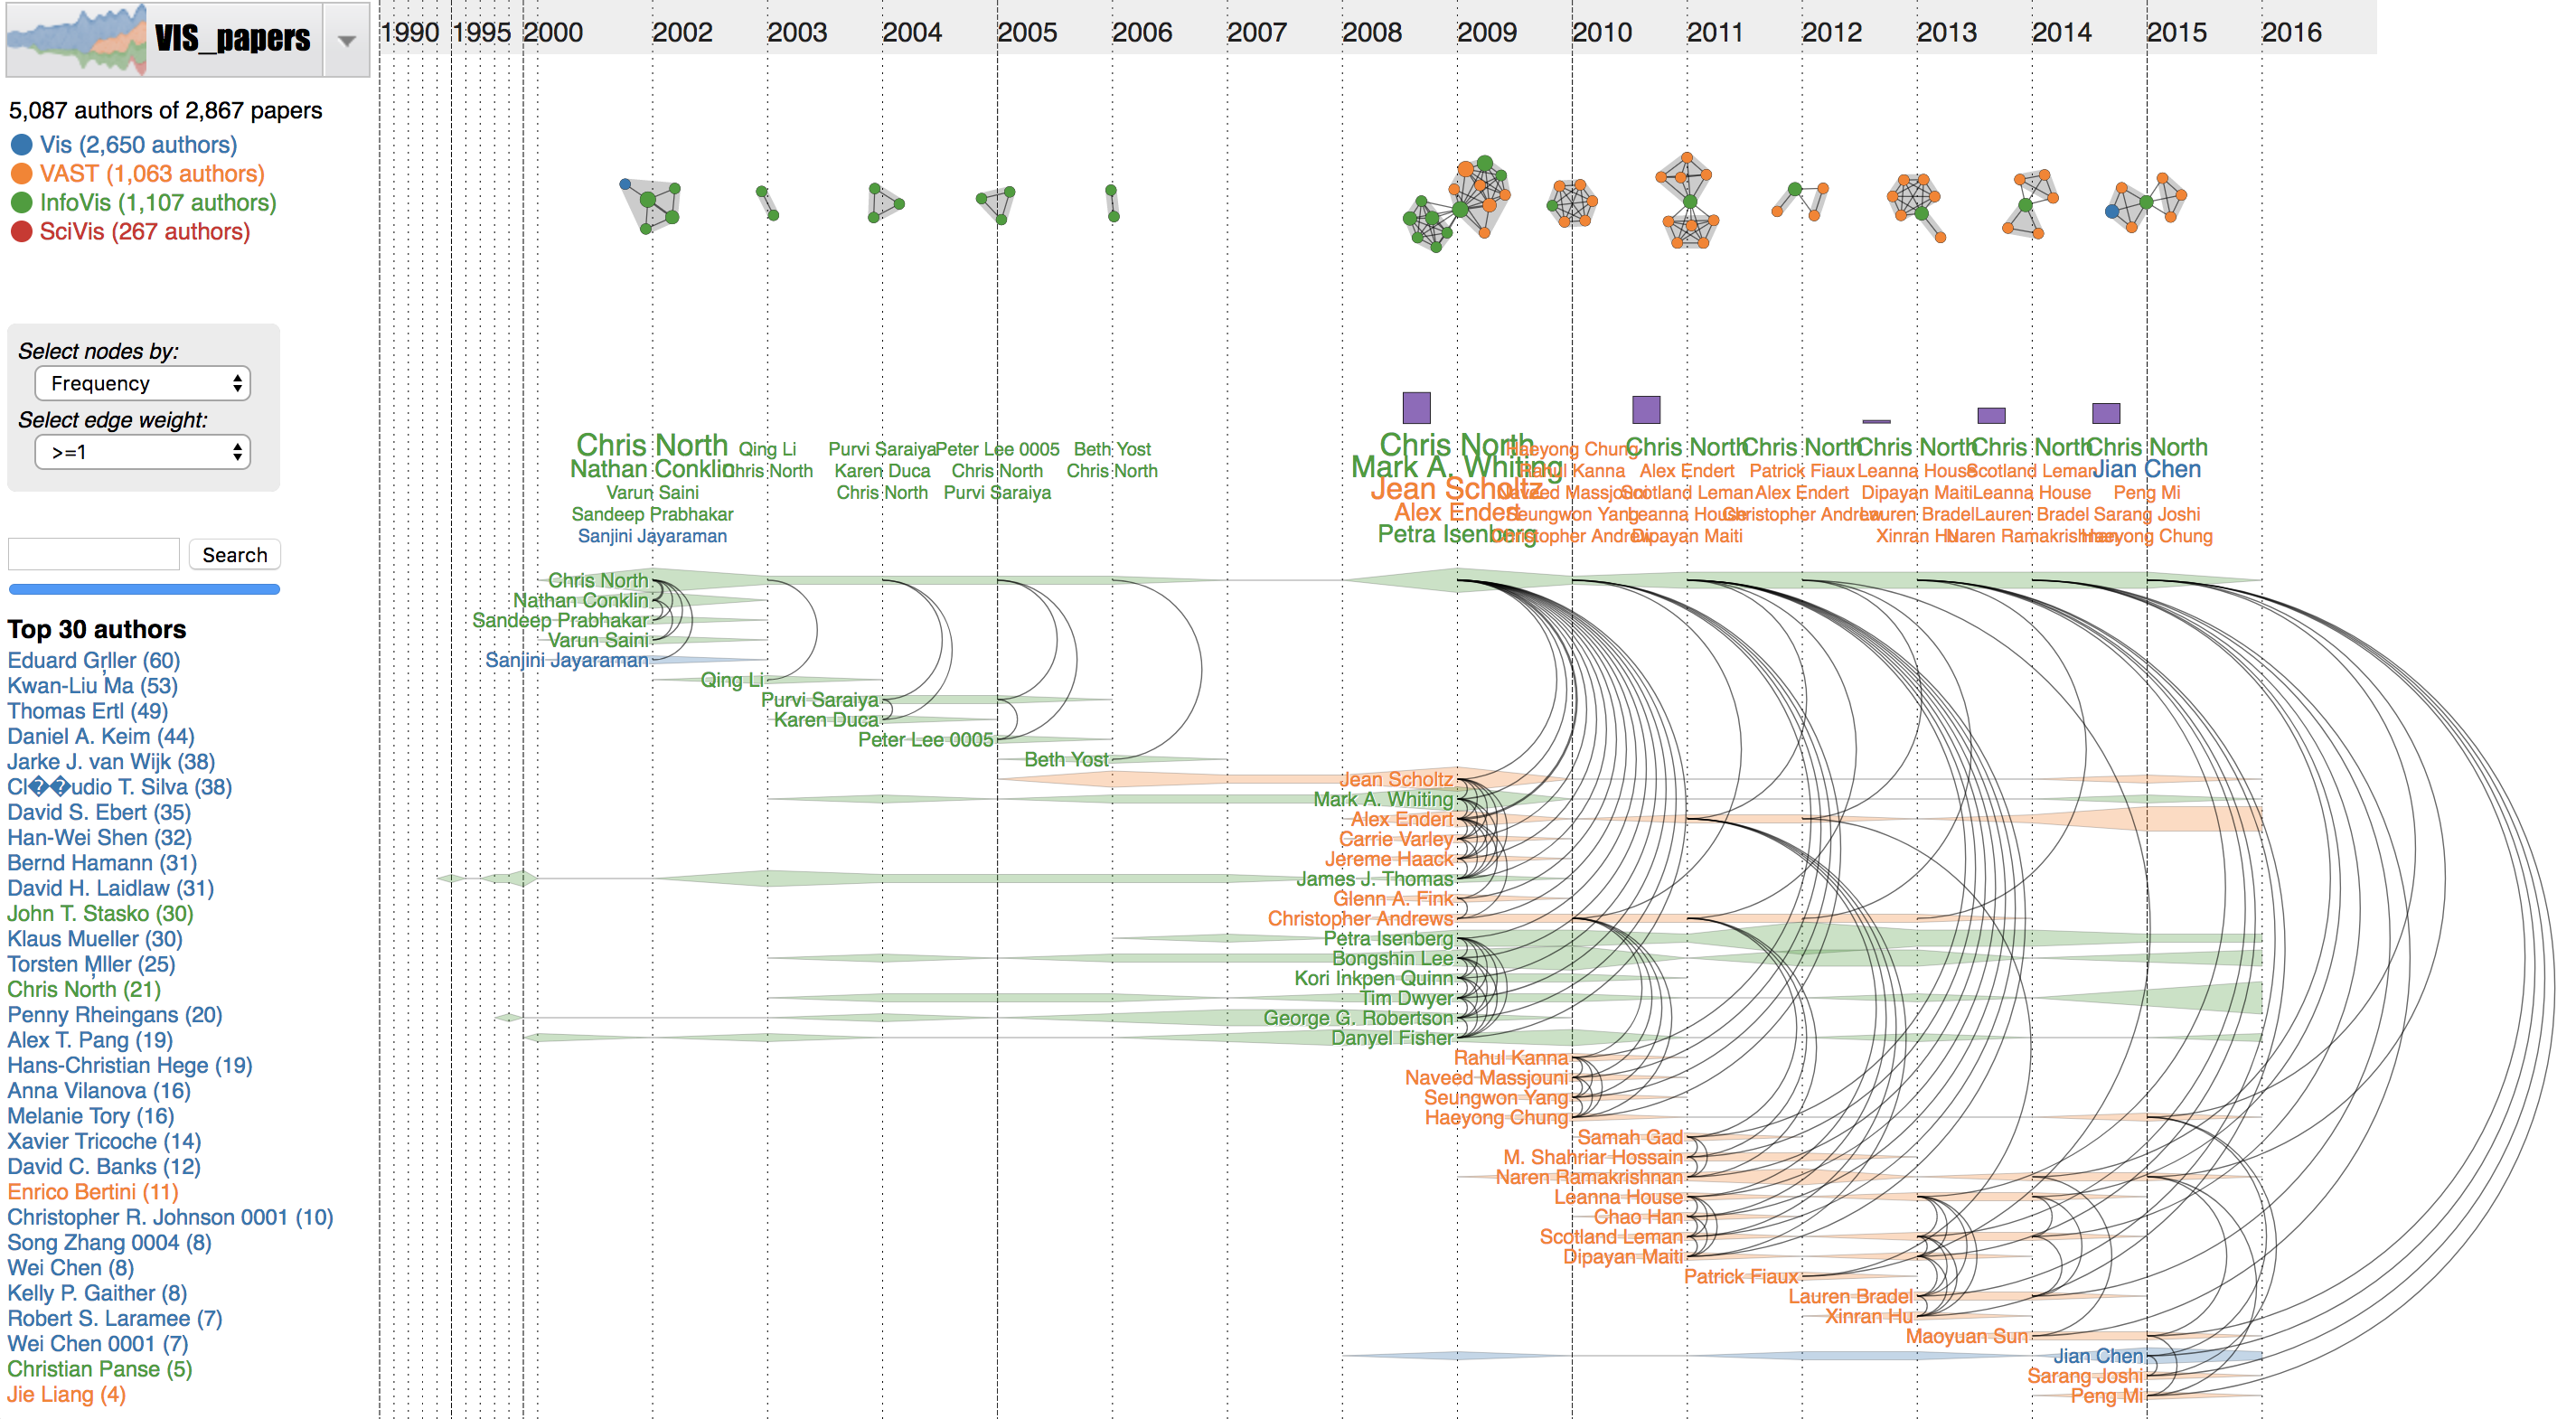 VIS_papers
1990 1995 2000 2002 2003 2004 2005 2006 2007 2008 2009 2010 2011 2012 2013 2014 2015 2016
5,087 authors of 2,867 papers
Vis (2,650 authors)
VAST (1,063 authors)
InfoVis (1,107 authors)
SciVis (267 authors)
Select nodes by:
Frequency
Select edge weight:
>=1
Search
Top 30 authors
Eduard Grller (60)
Kwan-Liu Ma (53)
Thomas Ertl (49)
Daniel A. Keim (44)
Jarke J. van Wijk (38)
Cl��udio T. Silva (38)
David S. Ebert (35)
Han-Wei Shen (32)
Bernd Hamann (31)
David H. Laidlaw (31)
John T. Stasko (30)
Klaus Mueller (30)
Torsten Mller (25)
Chris North (21)
Penny Rheingans (20)
Alex T. Pang (19)
Hans-Christian Hege (19)
Anna Vilanova (16)
Melanie Tory (16)
Xavier Tricoche (14)
David C. Banks (12)
Enrico Bertini (11)
Christopher R. Johnson 0001 (10)
Song Zhang 0004 (8)
Wei Chen (8)
Kelly P. Gaither (8)
Robert S. Laramee (7)
Wei Chen 0001 (7)
Christian Panse (5)
Jie Liang (4)
Chris North
Nathan Conklin
Varun Saini
Sandeep Prabhakar
Sanjini Jayaraman
Qing Li
Chris North
Purvi Saraiya
Karen Duca
Chris North
Peter Lee 0005
Chris North
Purvi Saraiya
Beth Yost
Chris North
Chris North
Mark A. Whiting
Jean Scholtz
Alex Endert
Petra Isenberg
Haeyong Chung
Rahul Kanna
Naveed Massjouni
Seungwon Yang
Christopher Andrews
Chris North
Alex Endert
Scotland Leman
Leanna House
Dipayan Maiti
Chris North
Patrick Fiaux
Alex Endert
Christopher Andrews
Chris North
Leanna House
Dipayan Maiti
Lauren Bradel
Xinran Hu
Chris North
Scotland Leman
Leanna House
Lauren Bradel
Naren Ramakrishnan
Chris North
Jian Chen
Peng Mi
Sarang Joshi
Haeyong Chung
Chris North
Nathan Conklin
Sandeep Prabhakar
Varun Saini
Sanjini Jayaraman
Qing Li
Purvi Saraiya
Karen Duca
Peter Lee 0005
Beth Yost
Jean Scholtz
Mark A. Whiting
Alex Endert
Carrie Varley
Jereme Haack
James J. Thomas
Glenn A. Fink
Christopher Andrews
Petra Isenberg
Bongshin Lee
Kori Inkpen Quinn
Tim Dwyer
George G. Robertson
Danyel Fisher
Rahul Kanna
Naveed Massjouni
Seungwon Yang
Haeyong Chung
Samah Gad
M. Shahriar Hossain
Naren Ramakrishnan
Leanna House
Chao Han
Scotland Leman
Dipayan Maiti
Patrick Fiaux
Lauren Bradel
Xinran Hu
Maoyuan Sun
Jian Chen
Sarang Joshi
Peng Mi